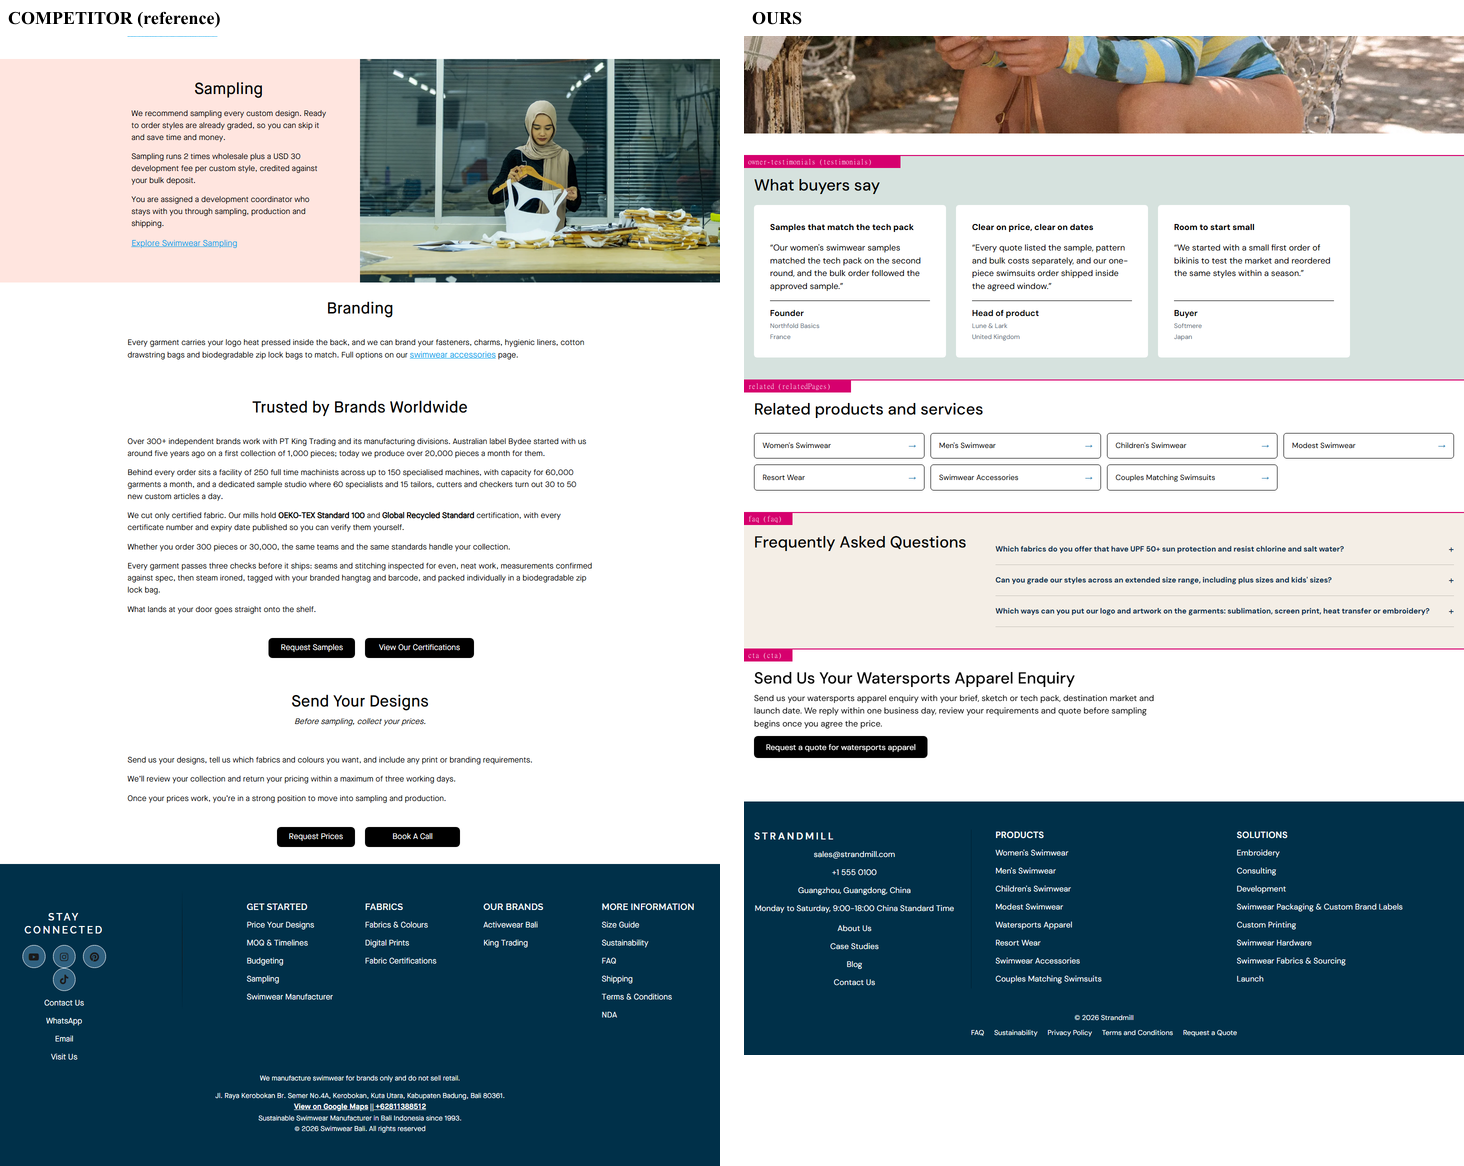 COMPETITOR (reference)
Sampling
We recommend sampling every custom design. Ready
to order styles are already graded, so you can skip it
and save time and money.
Sampling runs 2 times wholesale plus a USD 30
development fee per custom style, credited against
your bulk deposit.
You are assigned a development coordinator who
stays with you through sampling, production and
shipping.
Explore Swimwear Sampling
Branding
Every garment carries your logo heat pressed inside the back, and we can brand your fasteners, charms, hygienic liners, cotton
drawstring bags and biodegradable zip lock bags to match. Full options on our swimwear accessories page.
Trusted by Brands Worldwide
Over 300+ independent brands work with PT King Trading and its manufacturing divisions. Australian label Bydee started with us
around five years ago on a first collection of 1,000 pieces; today we produce over 20,000 pieces a month for them.
Behind every order sits a facility of 250 full time machinists across up to 150 specialised machines, with capacity for 60,000
garments a month, and a dedicated sample studio where 60 specialists and 15 tailors, cutters and checkers turn out 30 to 50
new custom articles a day.
We cut only certified fabric. Our mills hold OEKO-TEX Standard 100 and Global Recycled Standard certification, with every
certificate number and expiry date published so you can verify them yourself.
Whether you order 300 pieces or 30,000, the same teams and the same standards handle your collection.
Every garment passes three checks before it ships: seams and stitching inspected for even, neat work, measurements confirmed
against spec, then steam ironed, tagged with your branded hangtag and barcode, and packed individually in a biodegradable zip
lock bag.
What lands at your door goes straight onto the shelf.
Request Samples
View Our Certifications
Send Your Designs
Before sampling, collect your prices.
Send us your designs, tell us which fabrics and colours you want, and include any print or branding requirements.
We'll review your collection and return your pricing within a maximum of three working days.
Once your prices work, you're in a strong position to move into sampling and production.
Request Prices
Book A Call
STAY
CONNECTED
Contact Us
WhatsApp
Email
Visit Us
GET STARTED
Price Your Designs
MOQ & Timelines
Budgeting
Sampling
Swimwear Manufacturer
FABRICS
Fabrics & Colours
Digital Prints
Fabric Certifications
OUR BRANDS
Activewear Bali
King Trading
MORE INFORMATION
Size Guide
Sustainability
FAQ
Shipping
Terms & Conditions
NDA
We manufacture swimwear for brands only and do not sell retail.
Jl. Raya Kerobokan Br. Semer No.4A, Kerobokan, Kuta Utara, Kabupaten Badung, Bali 80361.
View on Google Maps || +62811388512
Sustainable Swimwear Manufacturer in Bali Indonesia since 1993.
© 2026 Swimwear Bali. All rights reserved
OURS
owner-testimonials (testimonials)
What buyers say
Samples that match the tech pack
"Our women's swimwear samples
matched the tech pack on the second
round, and the bulk order followed the
approved sample."
Founder
Northfold Basics
France
Clear on price, clear on dates
"Every quote listed the sample, pattern
and bulk costs separately, and our one-
piece swimsuits order shipped inside
the agreed window."
Head of product
Lune & Lark
United Kingdom
Room to start small
"We started with a small first order of
bikinis to test the market and reordered
the same styles within a season."
Buyer
Softmere
Japan
related (relatedPages)
Related products and services
Women's Swimwear →
Men's Swimwear →
Children's Swimwear →
Modest Swimwear →
Resort Wear →
Swimwear Accessories →
Couples Matching Swimsuits →
faq (faq)
Frequently Asked Questions
Which fabrics do you offer that have UPF 50+ sun protection and resist chlorine and salt water? +
Can you grade our styles across an extended size range, including plus sizes and kids' sizes? +
Which ways can you put our logo and artwork on the garments: sublimation, screen print, heat transfer or embroidery? +
cta (cta)
Send Us Your Watersports Apparel Enquiry
Send us your watersports apparel enquiry with your brief, sketch or tech pack, destination market and
launch date. We reply within one business day, review your requirements and quote before sampling
begins once you agree the price.
Request a quote for watersports apparel
STRANDMILL
sales@strandmill.com
+1 555 0100
Guangzhou, Guangdong, China
Monday to Saturday, 9:00-18:00 China Standard Time
About Us
Case Studies
Blog
Contact Us
PRODUCTS
Women's Swimwear
Men's Swimwear
Children's Swimwear
Modest Swimwear
Watersports Apparel
Resort Wear
Swimwear Accessories
Couples Matching Swimsuits
SOLUTIONS
Embroidery
Consulting
Development
Swimwear Packaging & Custom Brand Labels
Custom Printing
Swimwear Hardware
Swimwear Fabrics & Sourcing
Launch
© 2026 Strandmill
FAQ Sustainability Privacy Policy Terms and Conditions Request a Quote